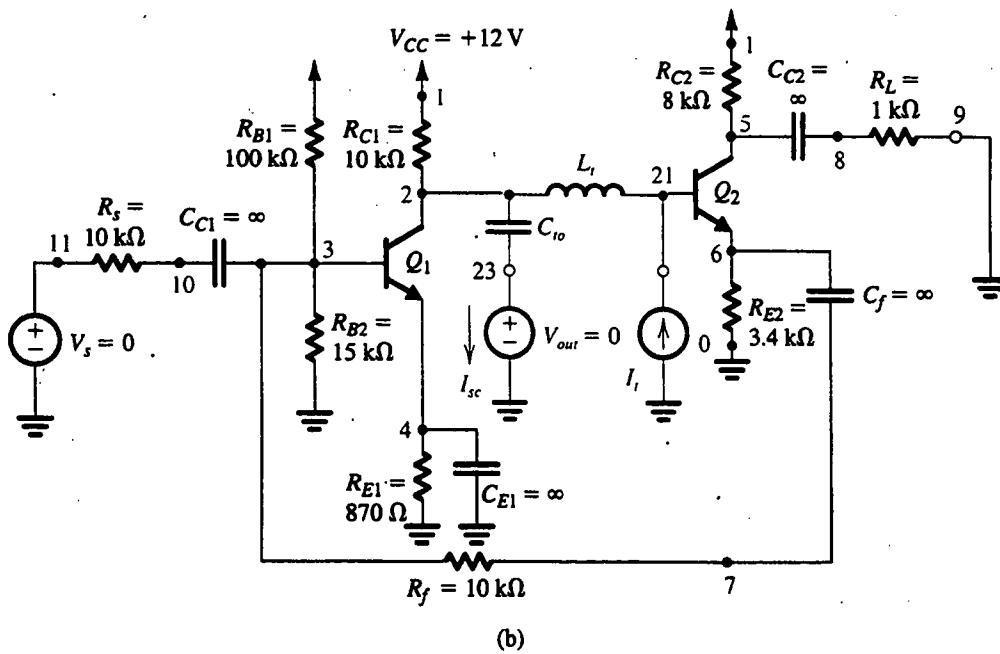 V_CC = +12 V
1
1
R_C2 =
8 kΩ
C_C2 =
∞
R_L =
1 kΩ
9
R_B1 =
100 kΩ
R_C1 =
10 kΩ
5
8
2
L_t
21
Q_2
R_s =
10 kΩ
C_C1 = ∞
C_to
11
10
3
Q_1
23
6
V_s = 0
R_B2 =
15 kΩ
V_out = 0
0
R_E2 =
3.4 kΩ
C_f = ∞
I_sc
I_t
4
R_E1 =
870 Ω
C_E1 = ∞
R_f = 10 kΩ
7
(b)